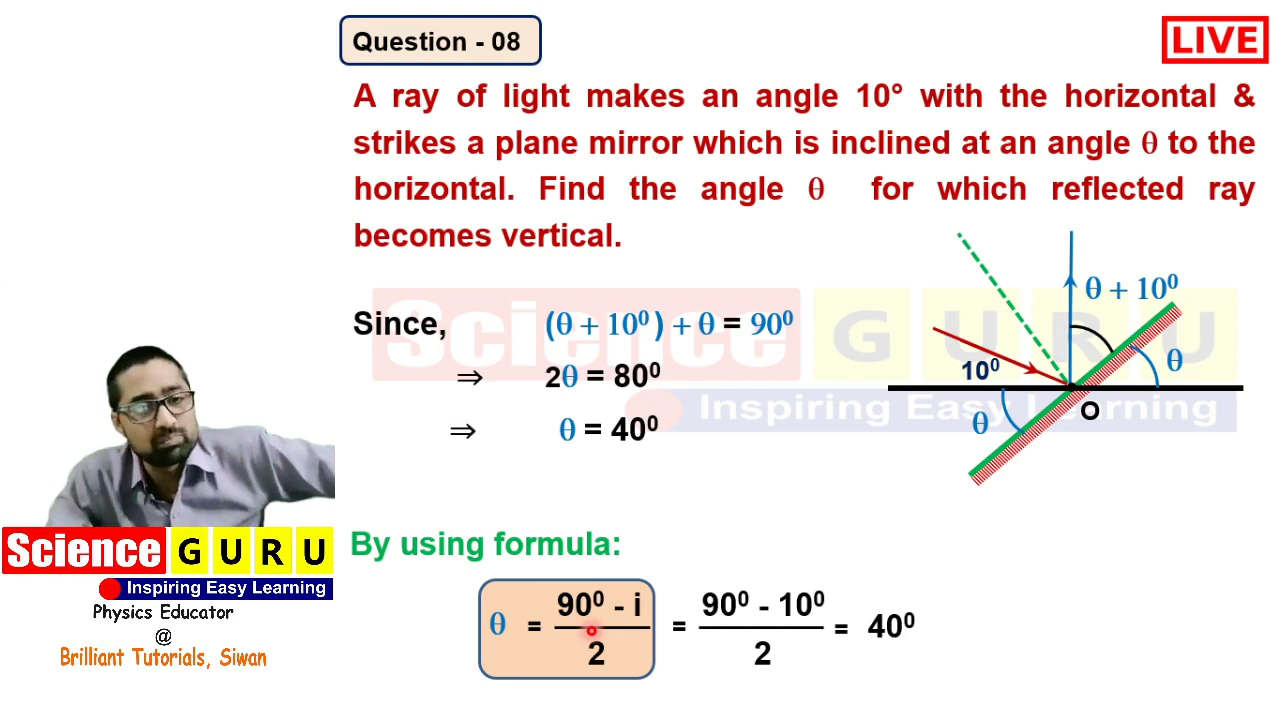 Question - 08
LIVE
A ray of light makes an angle 10° with the horizontal &
strikes a plane mirror which is inclined at an angle θ to the
horizontal. Find the angle θ for which reflected ray
becomes vertical.
θ + 10⁰
Since, (θ + 10⁰) + θ = 90⁰
10⁰
θ
⇒ 2θ = 80⁰
O
θ
⇒ θ = 40⁰
Science GURU
Inspiring Easy Learning
By using formula:
θ = (90⁰ - i)/2 = (90⁰ - 10⁰)/2 = 40⁰
Science GURU
Inspiring Easy Learning
Physics Educator
@
Brilliant Tutorials, Siwan